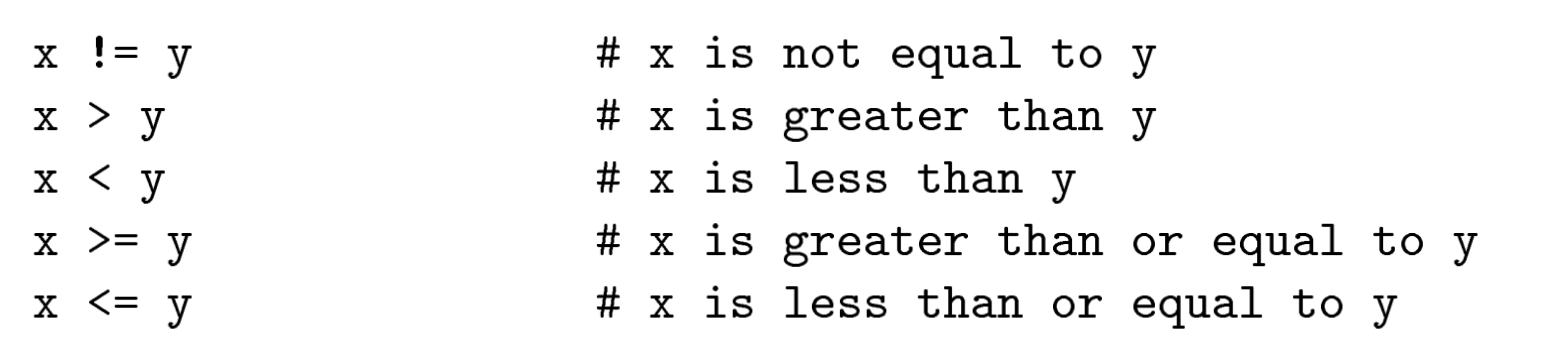 x != y               # x is not equal to y
x > y                # x is greater than y
x < y                # x is less than y
x >= y               # x is greater than or equal to y
x <= y               # x is less than or equal to y